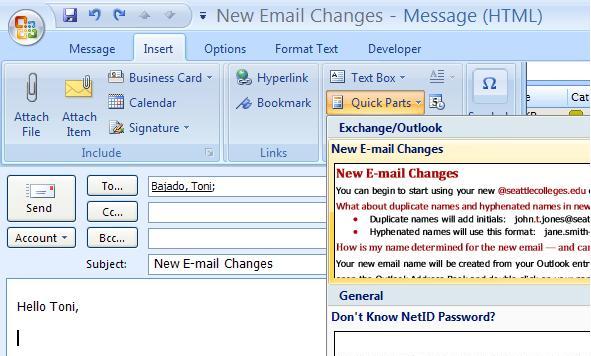 New Email Changes - Message (HTML)
Message Insert Options Format Text Developer
Business Card
Calendar
Signature
Attach File
Attach Item
Include
Hyperlink
Bookmark
Links
Text Box
Quick Parts
Ω
Cat
Exchange/Outlook
New E-mail Changes
New E-mail Changes
You can begin to start using your new @seattlecolleges.edu
What about duplicate names and hyphenated names in new
• Duplicate names will add initials: john.t.jones@sea
• Hyphenated names will use this format: jane.smith-
How is my name determined for the new email — and can
Your new email name will be created from your Outlook entr
General
Don't Know NetID Password?
Send
Account
To... Bajado, Toni;
Cc...
Bcc...
Subject: New E-mail Changes
Hello Toni,